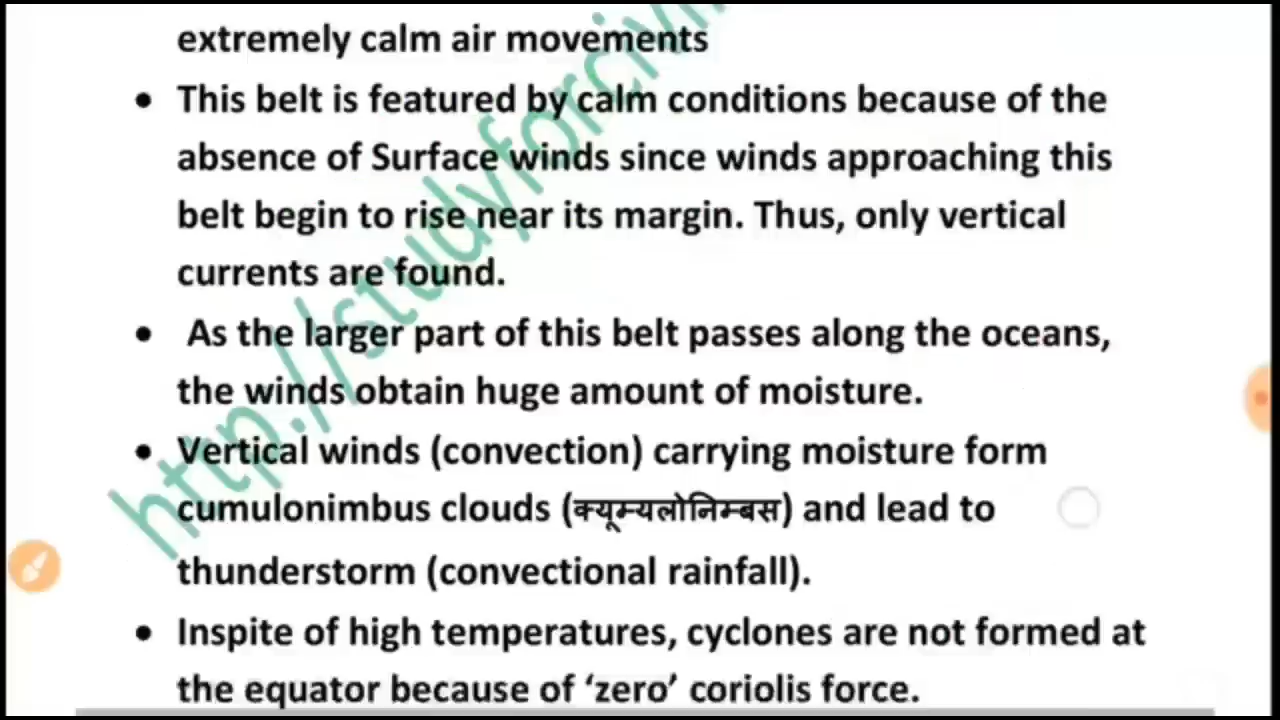 extremely calm air movements
• This belt is featured by calm conditions because of the
absence of Surface winds since winds approaching this
belt begin to rise near its margin. Thus, only vertical
currents are found.
• As the larger part of this belt passes along the oceans,
the winds obtain huge amount of moisture.
• Vertical winds (convection) carrying moisture form
cumulonimbus clouds (क्यूम्यलोनिम्बस) and lead to
thunderstorm (convectional rainfall).
• Inspite of high temperatures, cyclones are not formed at
the equator because of ‘zero’ coriolis force.
http://studyforcivil